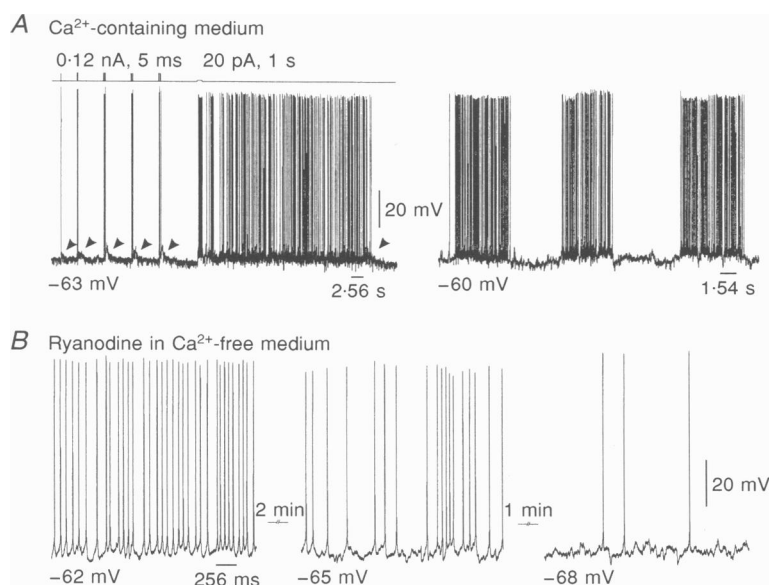 A Ca²⁺-containing medium
0·12 nA, 5 ms 20 pA, 1 s
20 mV
−63 mV 2·56 s −60 mV 1·54 s
B Ryanodine in Ca²⁺-free medium
2 min 1 min 20 mV
−62 mV 256 ms −65 mV −68 mV